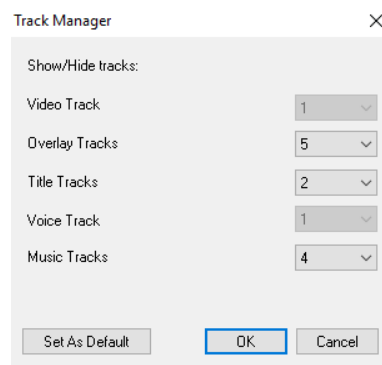 Track Manager
Show/Hide tracks:
Video Track 1
Overlay Tracks 5
Title Tracks 2
Voice Track 1
Music Tracks 4
Set As Default OK Cancel